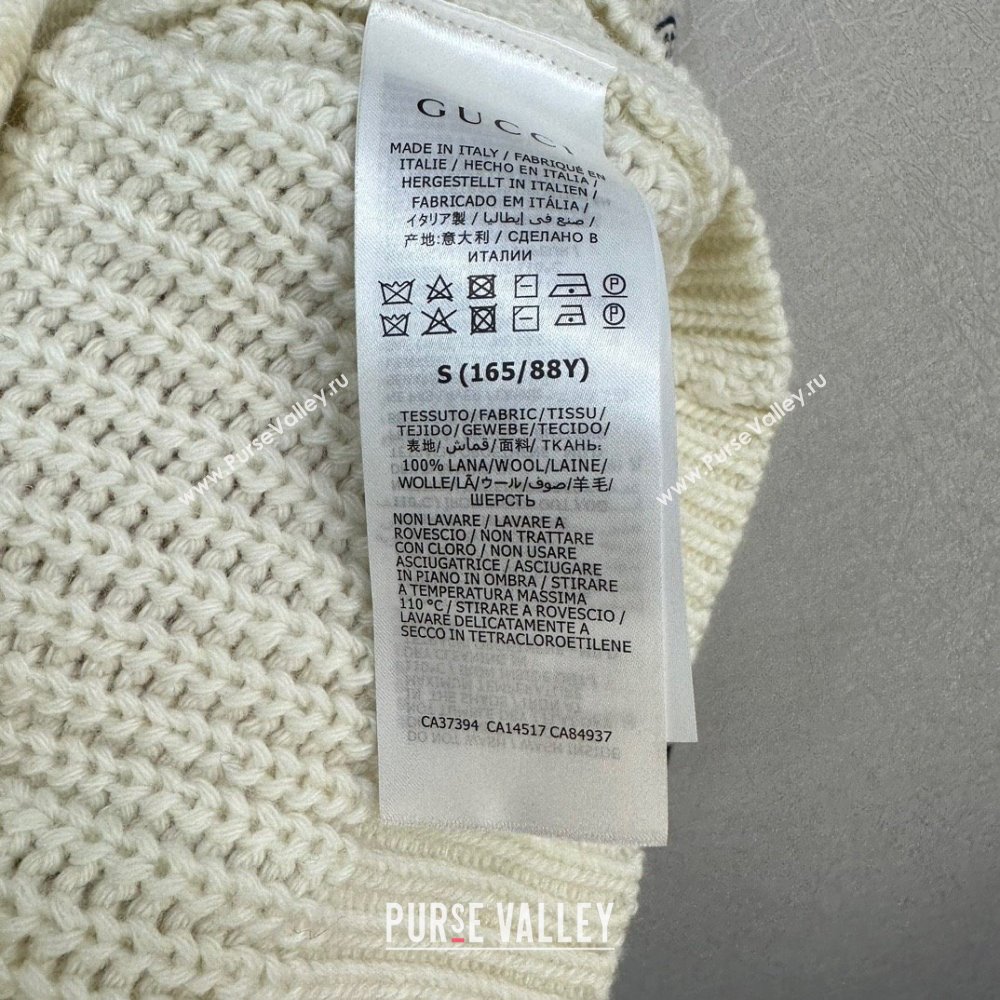 GUCCI
MADE IN ITALY / FABRIQUÉ EN
ITALIE / HECHO EN ITALIA /
HERGESTELLT IN ITALIEN /
FABRICADO EM ITÁLIA /
イタリア製 / صنع في إيطاليا /
产地:意大利 / СДЕЛАНО В
ИТАЛИИ
S (165/88Y)
TESSUTO/FABRIC/TISSU/
TEJIDO/GEWEBE/TECIDO/
表地/ قماش /面料/ ТКАНЬ:
100% LANA/WOOL/LAINE/
WOLLE/LÃ/ウール/صوف/羊毛/
ШЕРСТЬ
NON LAVARE / LAVARE A
ROVESCIO / NON TRATTARE
CON CLORO / NON USARE
ASCIUGATRICE / ASCIUGARE
IN PIANO IN OMBRA / STIRARE
A TEMPERATURA MASSIMA
110 °C / STIRARE A ROVESCIO /
LAVARE DELICATAMENTE A
SECCO IN TETRACLOROETILENE
CA37394 CA14517 CA84937
www.PurseValley.ru
www.PurseValley.ru
PURSE VALLEY